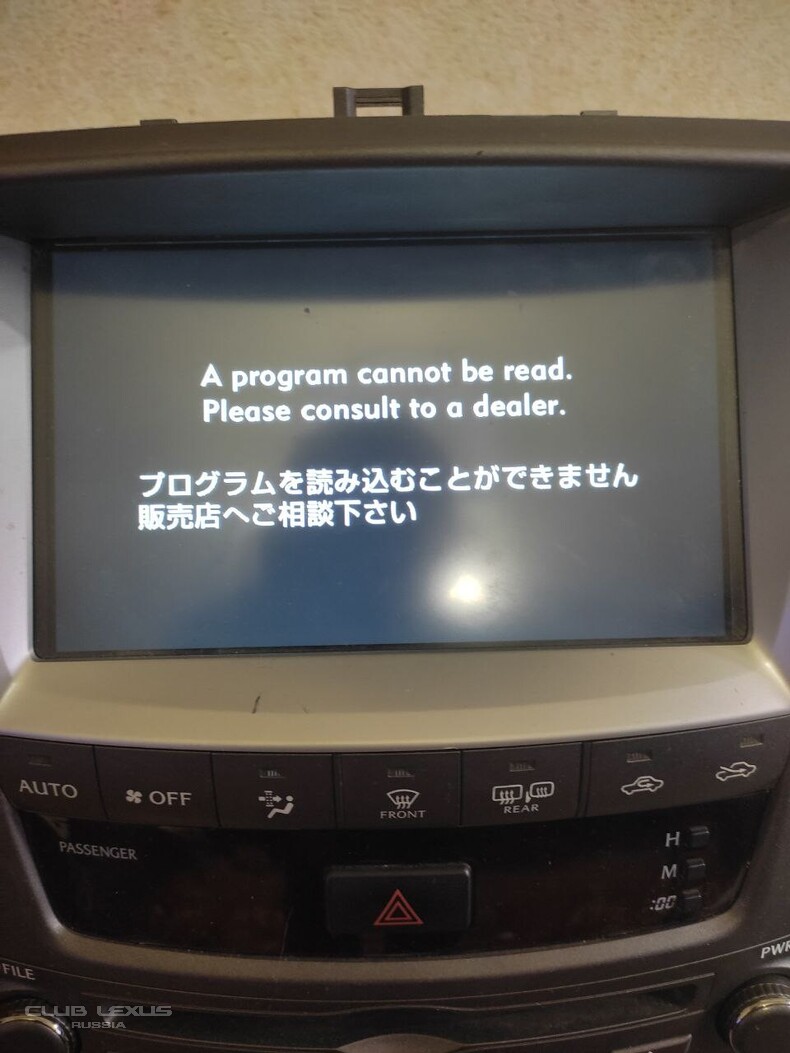 A program cannot be read.
Please consult to a dealer.
プログラムを読み込むことができません
販売店へご相談下さい
AUTO
OFF
FRONT
REAR
PASSENGER
H
M
:00
FILE
PWR
CLUB LEXUS
RUSSIA